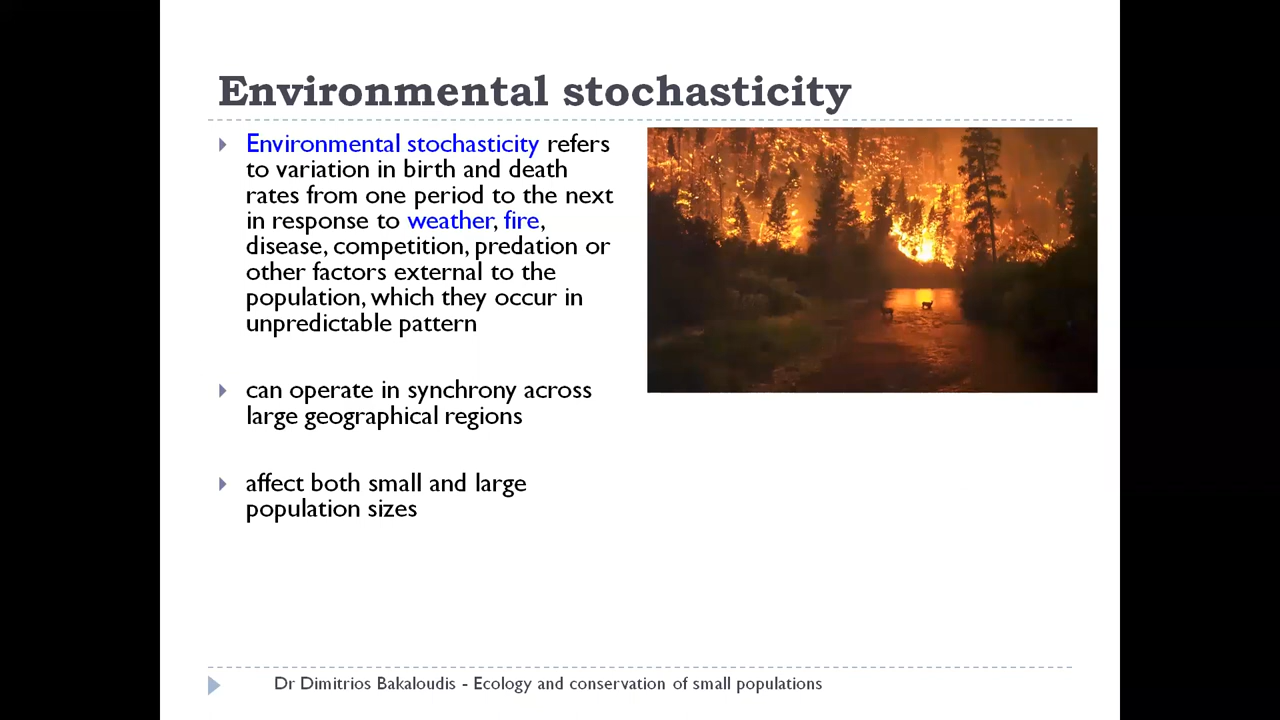 Environmental stochasticity
Environmental stochasticity refers
to variation in birth and death
rates from one period to the next
in response to weather, fire,
disease, competition, predation or
other factors external to the
population, which they occur in
unpredictable pattern
can operate in synchrony across
large geographical regions
affect both small and large
population sizes
Dr Dimitrios Bakaloudis - Ecology and conservation of small populations